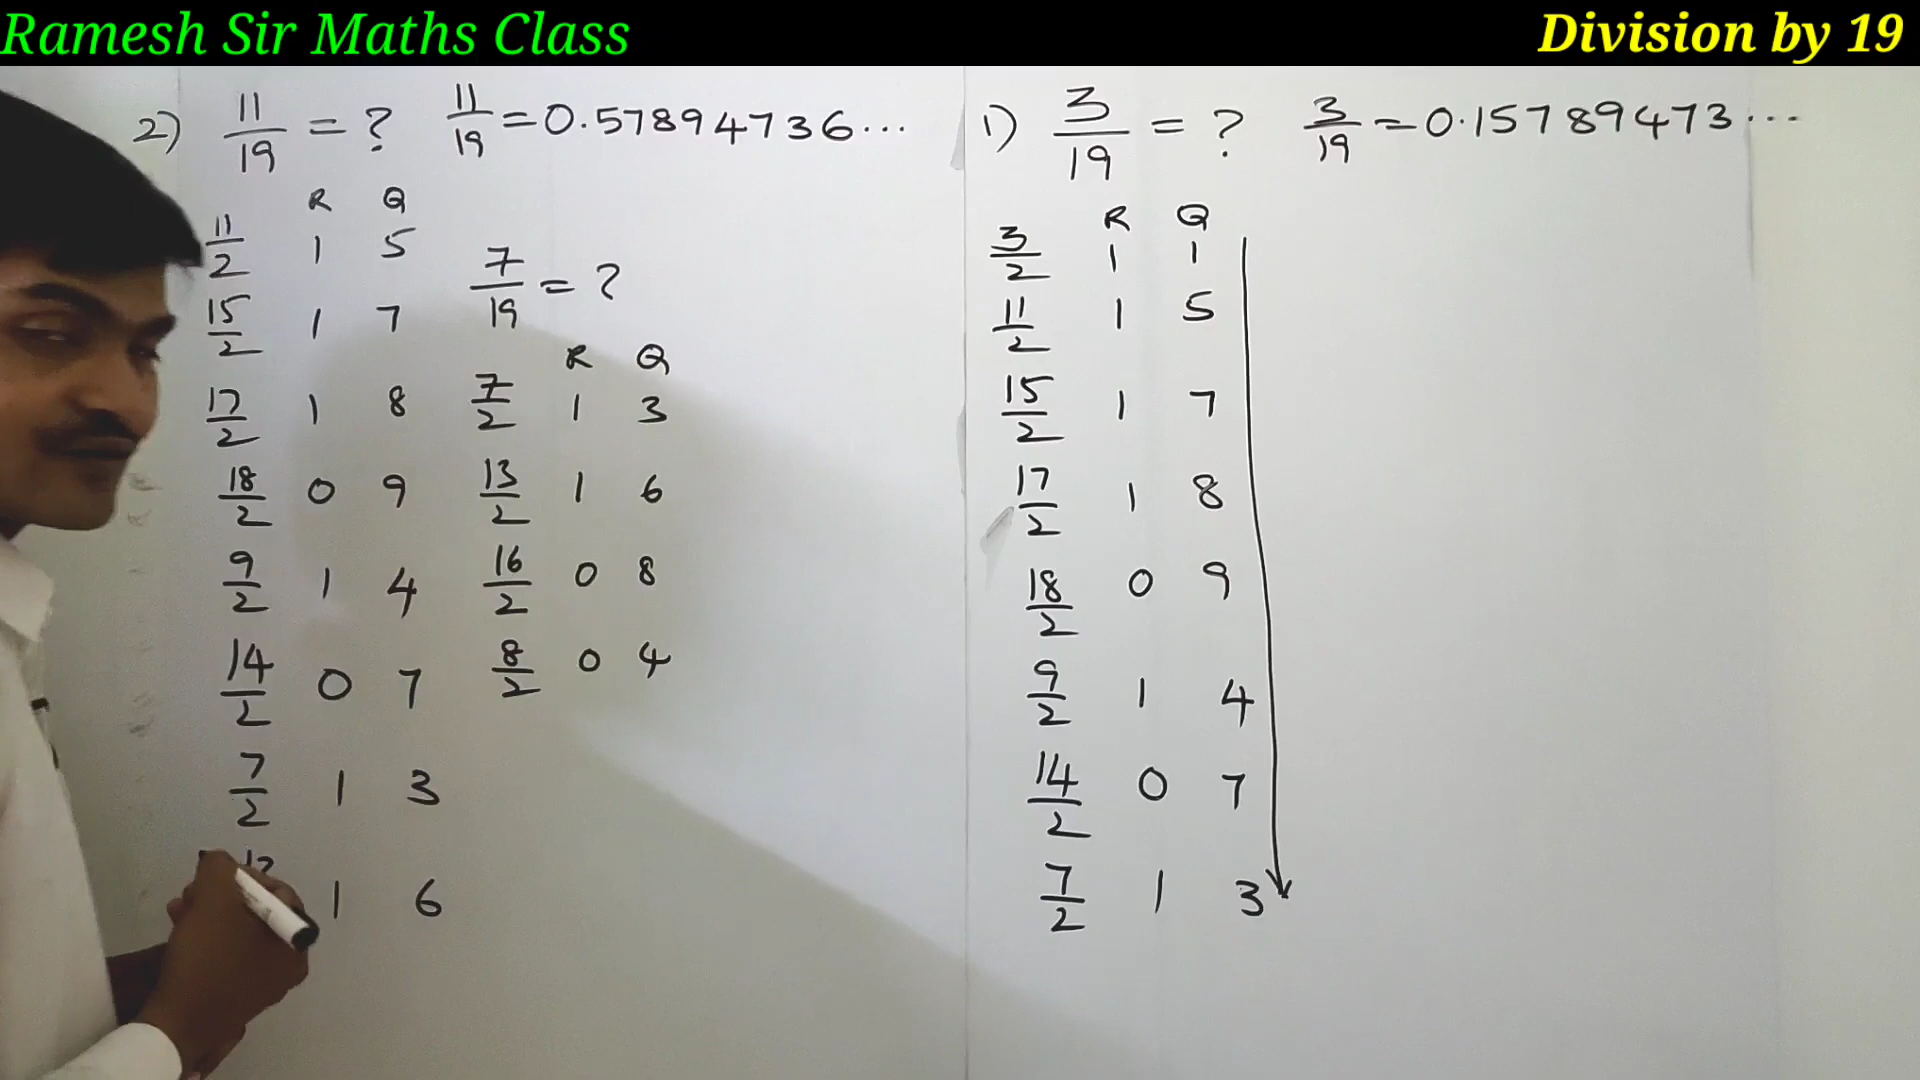 Ramesh Sir Maths Class
Division by 19
2) 11/19 = ? 11/19 = 0.57894736...
R Q
11/2 1 5
15/2 1 7
17/2 1 8
18/2 0 9
9/2 1 4
14/2 0 7
7/2 1 3
1 6
7/19 = ?
R Q
7/2 1 3
13/2 1 6
16/2 0 8
8/2 0 4
1) 3/19 = ? 3/19 = 0.15789473...
R Q
3/2 1 1
11/2 1 5
15/2 1 7
17/2 1 8
18/2 0 9
9/2 1 4
14/2 0 7
7/2 1 3